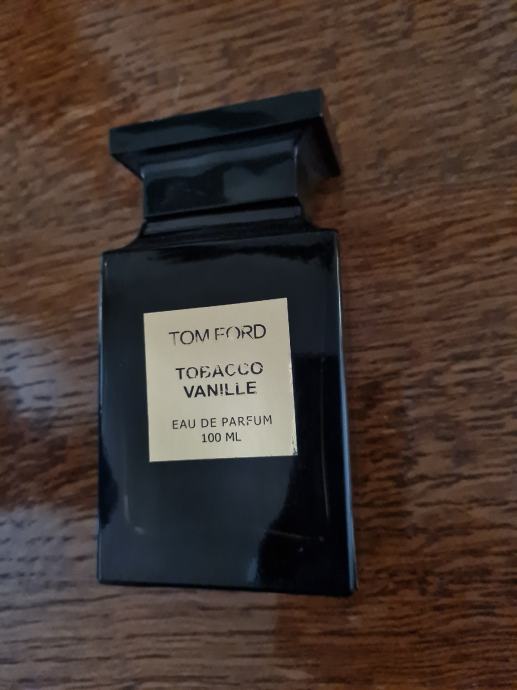 TOM FORD
TOBACCO
VANILLE
EAU DE PARFUM
100 ML